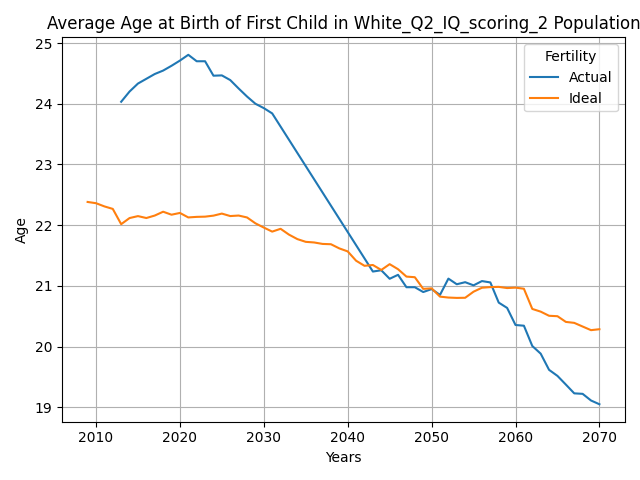 Average Age at Birth of First Child in White_Q2_IQ_scoring_2 Population
25
24
23
22
21
20
19
Age
Fertility
Actual
Ideal
2010 2020 2030 2040 2050 2060 2070
Years